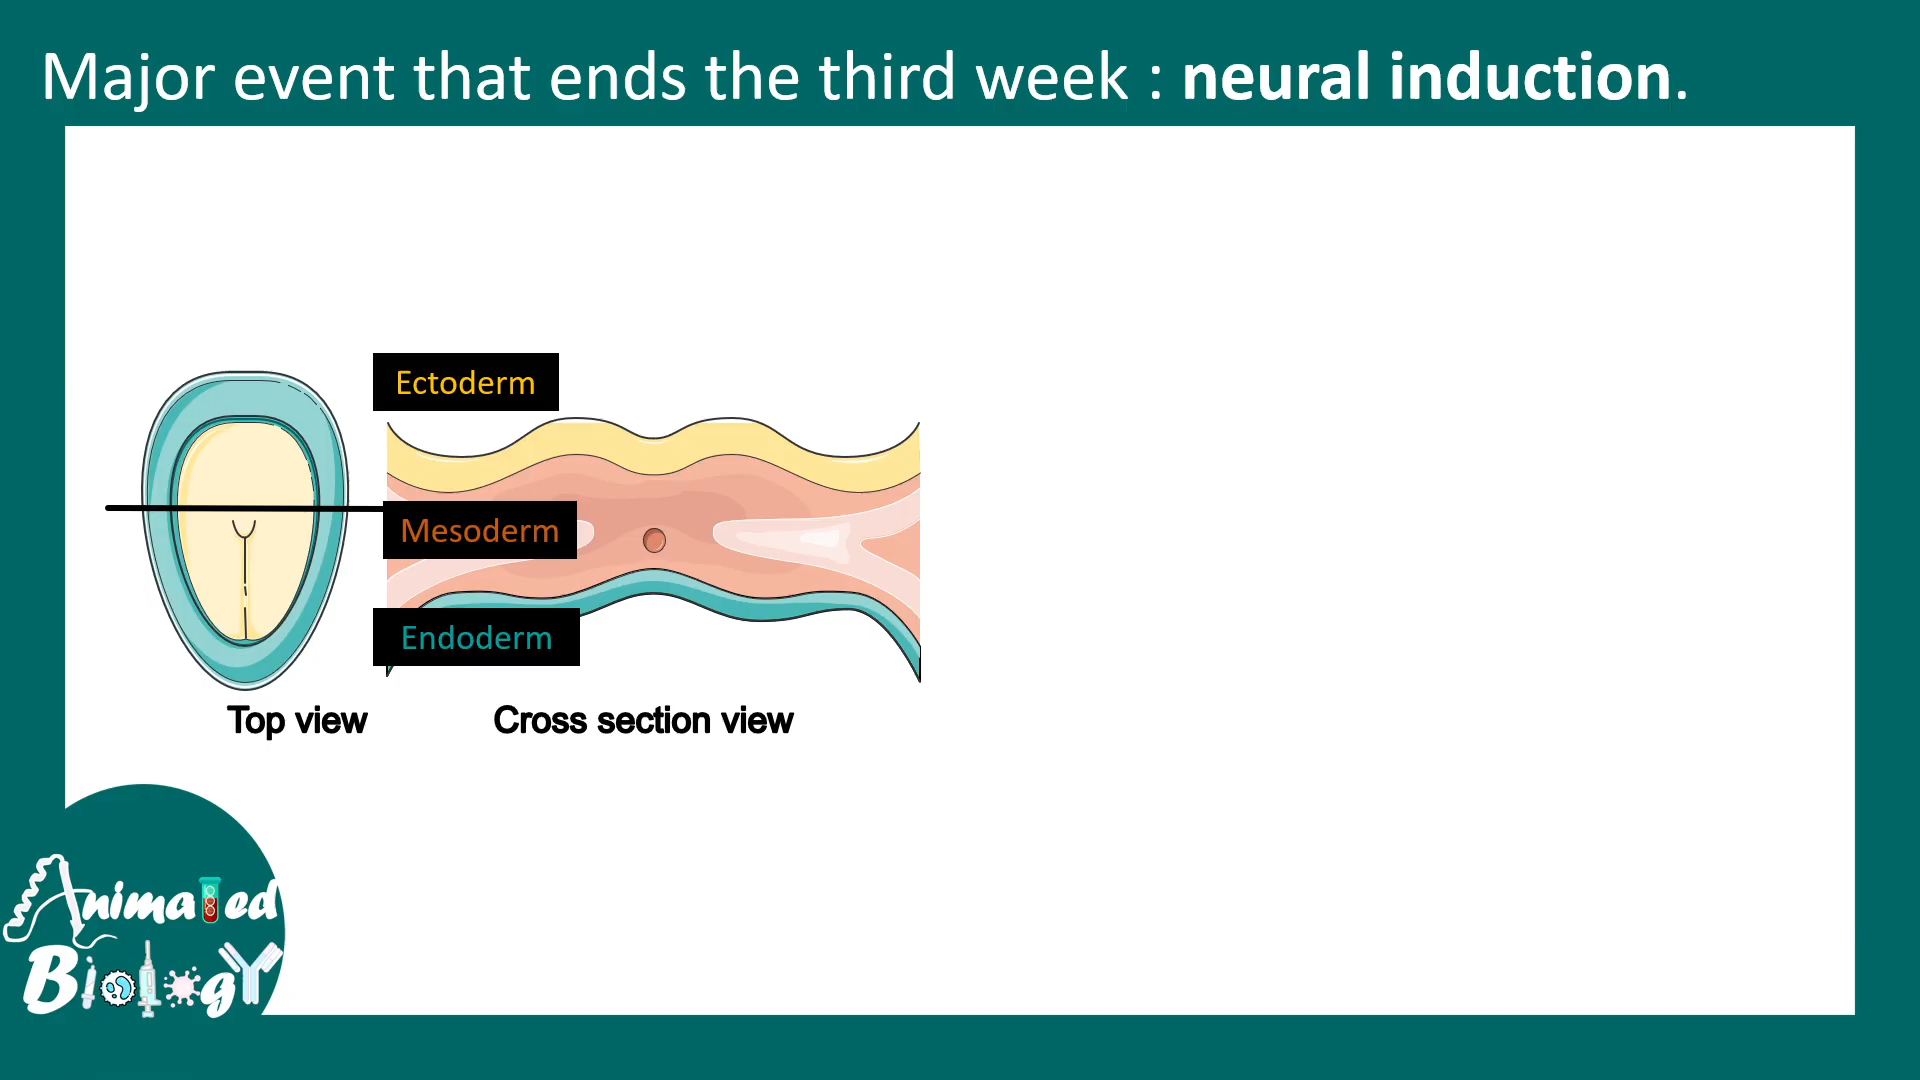 Major event that ends the third week : neural induction.
Ectoderm
Mesoderm
Endoderm
Top view
Cross section view
Animated
Biology